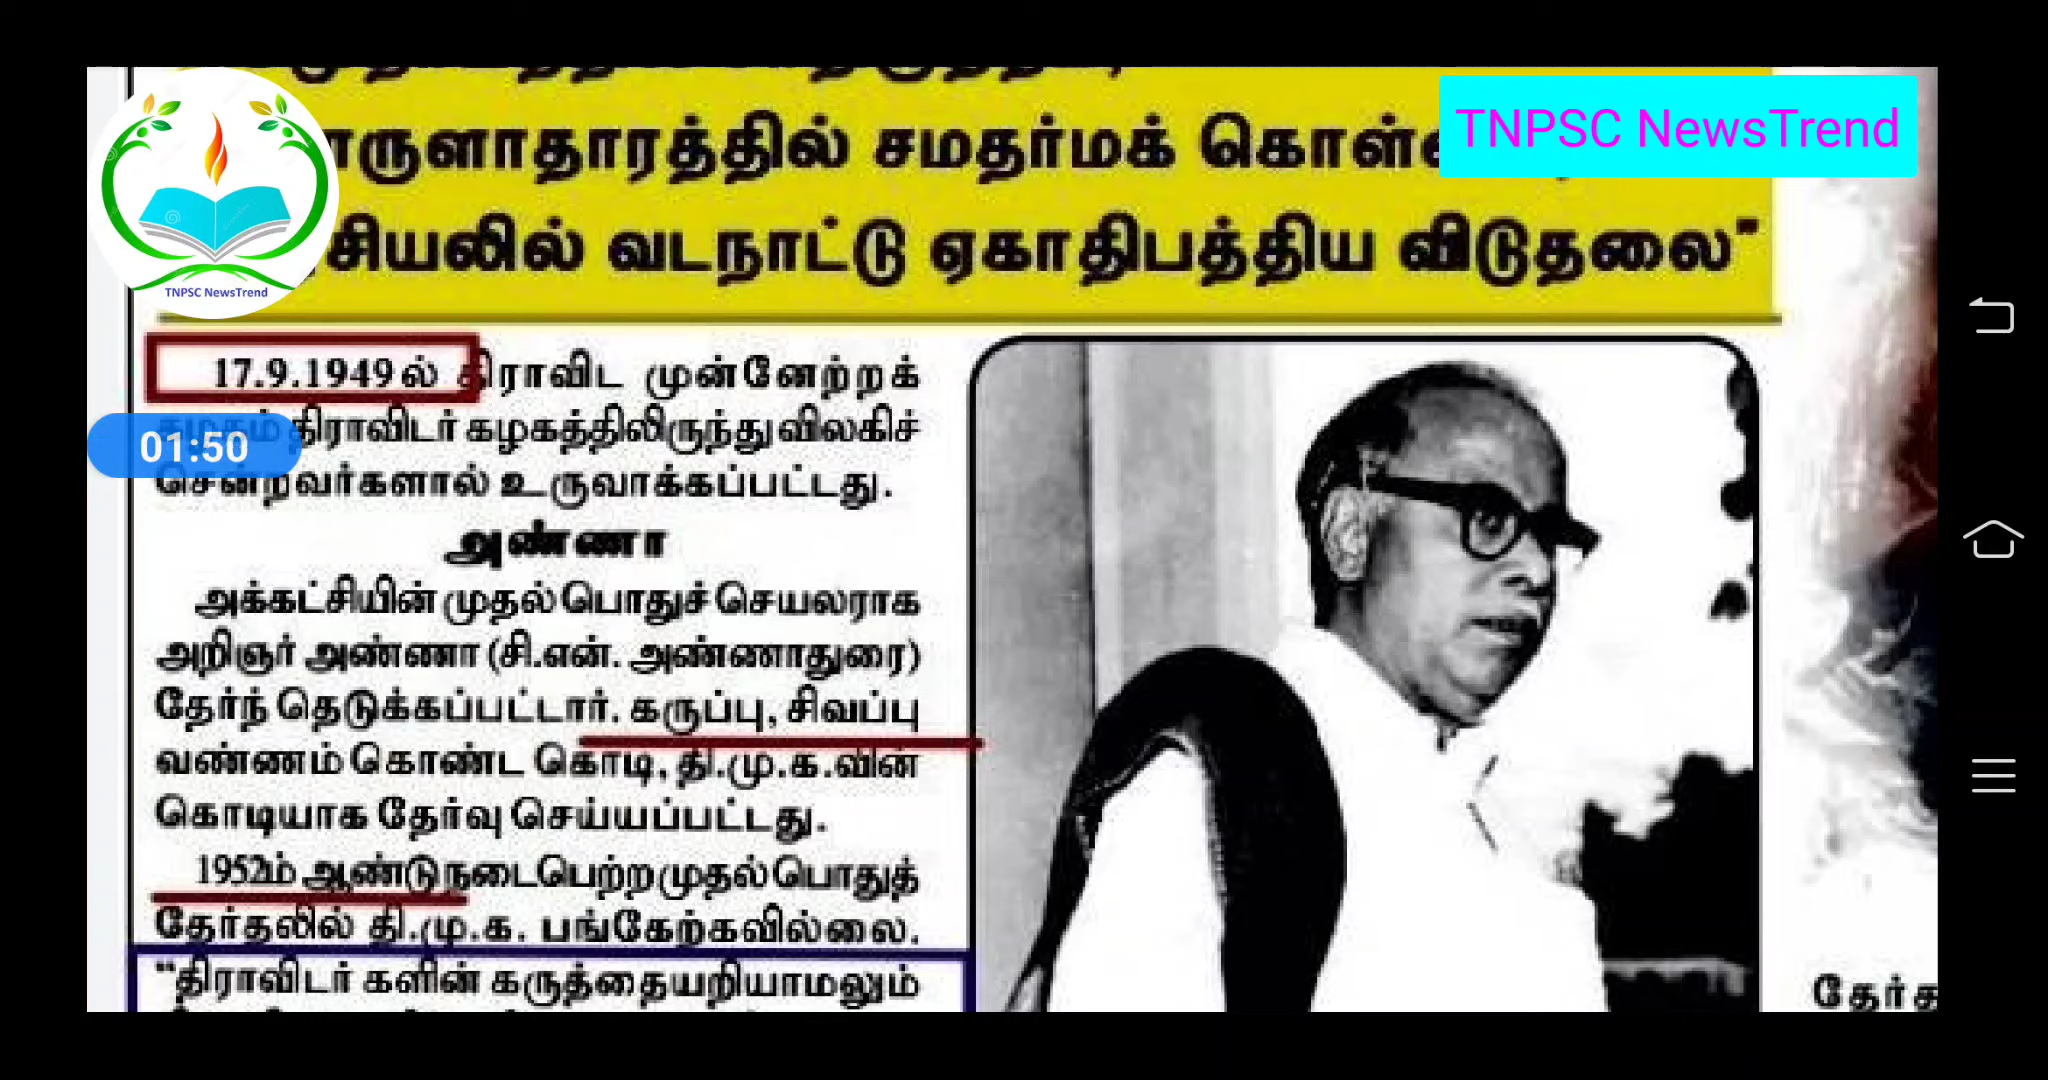 TNPSC NewsTrend
சமதர்மக்
வடநாட்டு ஏகாதிபத்திய விடுதலை"
TNPSC NewsTrend
17.9.1949ல் திராவிட முன்னேற்றக்
கழகம் திராவிடர் கழகத்திலிருந்து விலகிச்
01:50
சென்றவர்களால் உருவாக்கப்பட்டது.
அண்ணா
அக்கட்சியின் முதல் பொதுச் செயலராக
அறிஞர் அண்ணா (சி.என். அண்ணாதுரை)
தேர்ந் தெடுக்கப்பட்டார். கருப்பு, சிவப்பு
வண்ணம் கொண்ட கொடி, தி.மு.க.வின்
கொடியாக தேர்வு செய்யப்பட்டது.
1952ம் ஆண்டு நடைபெற்ற முதல் பொதுத்
தேர்தலில் தி.மு.க. பங்கேற்கவில்லை.
"திராவிடர் களின் கருத்தையறியாமலும்